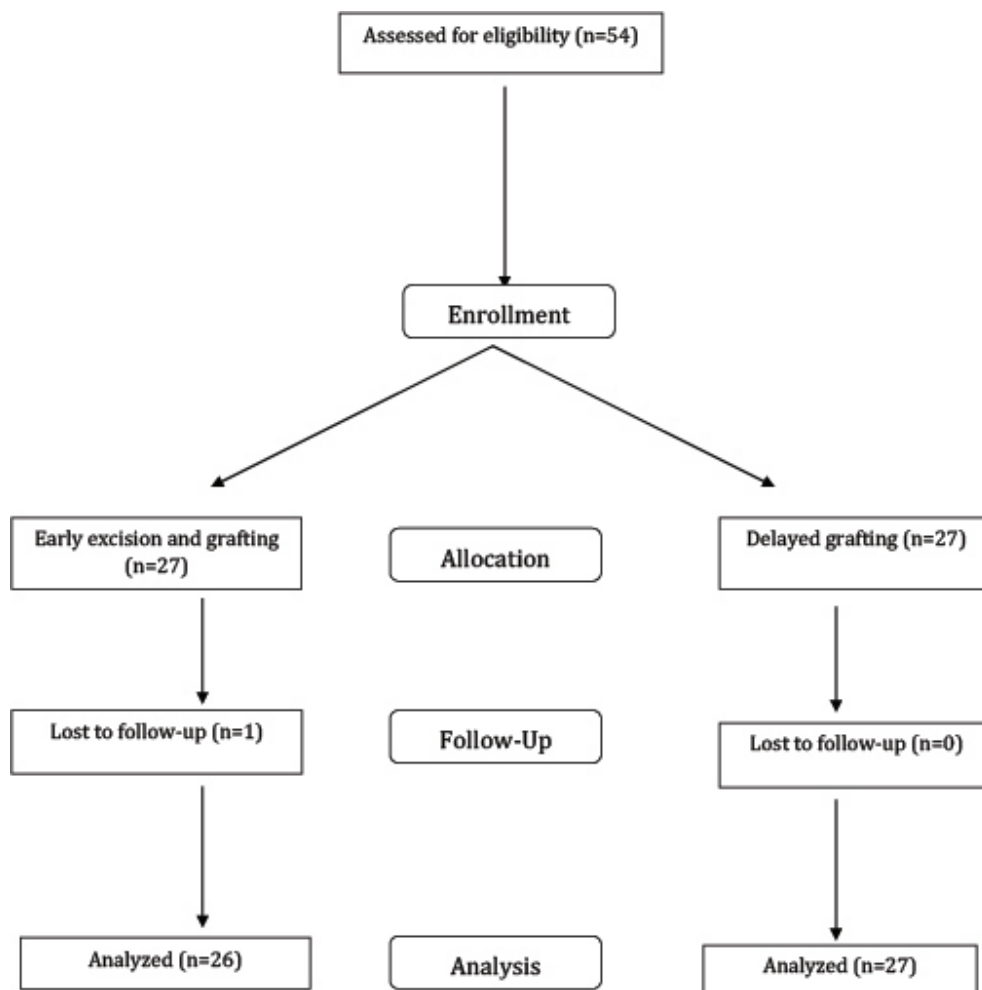 Assessed for eligibility (n=54)
Enrollment
Early excision and grafting
(n=27)
Allocation
Delayed grafting (n=27)
Lost to follow-up (n=1)
Follow-Up
Lost to follow-up (n=0)
Analyzed (n=26)
Analysis
Analyzed (n=27)